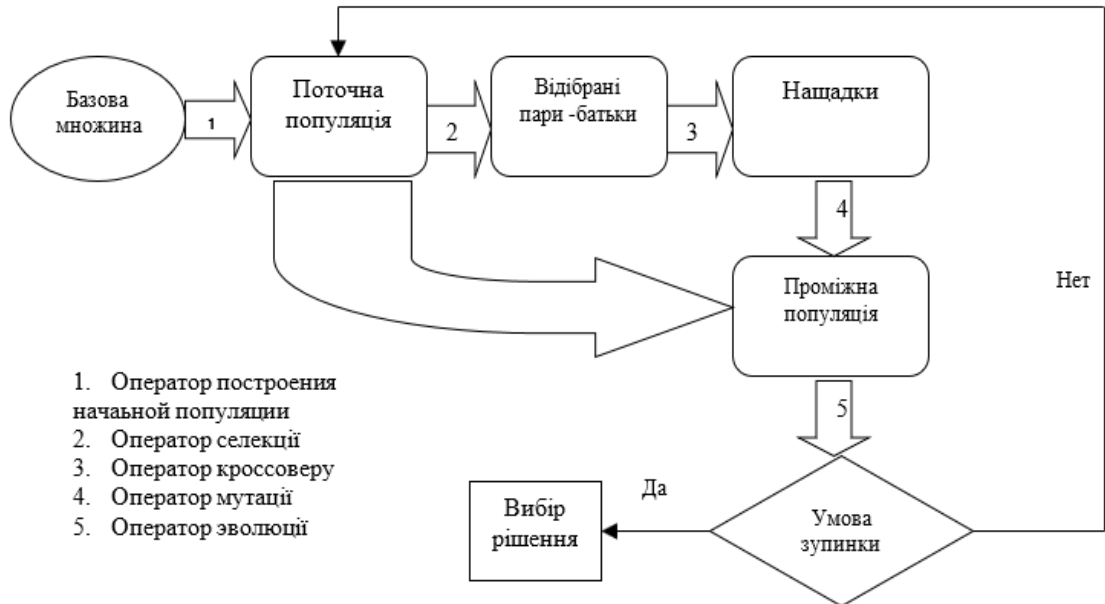 Базова
множина
1
Поточна
популяція
2
Відібрані
пари -батьки
3
Нащадки
4
Проміжна
популяція
Нет
5
1. Оператор построения
начаьной популяции
2. Оператор селекції
3. Оператор кроссоверу
4. Оператор мутації
5. Оператор эволюції
Да
Вибір
рішення
Умова
зупинки